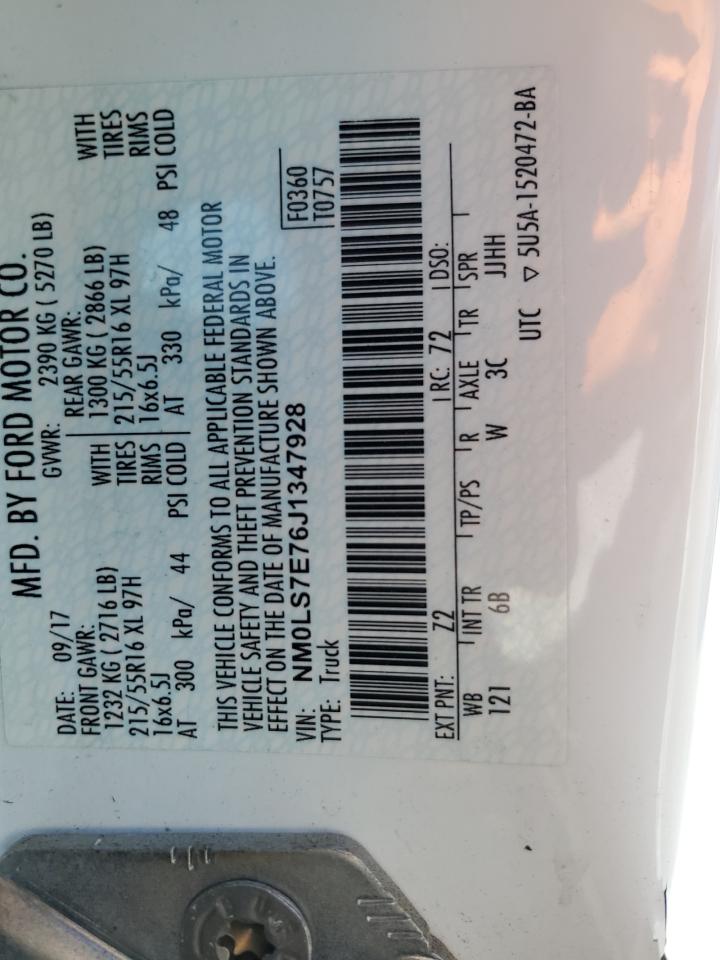 MFD. BY FORD MOTOR CO.
DATE: 09/17 GVWR: 2390 KG ( 5270 LB)
FRONT GAWR: REAR GAWR:
1232 KG ( 2716 LB) WITH 1300 KG ( 2866 LB) WITH
215/55R16 XL 97H TIRES 215/55R16 XL 97H TIRES
16x6.5J RIMS 16x6.5J RIMS
AT 300 kPa/ 44 PSI COLD AT 330 kPa/ 48 PSI COLD
THIS VEHICLE CONFORMS TO ALL APPLICABLE FEDERAL MOTOR
VEHICLE SAFETY AND THEFT PREVENTION STANDARDS IN
EFFECT ON THE DATE OF MANUFACTURE SHOWN ABOVE.
VIN: NM0LS7E76J1347928 F0360
TYPE: Truck T0757
EXT PNT: Z2 RC: 72 DSO:
WB INT TR TP/PS R AXLE TR SPR
121 6B W 3C JJHH
UTC ▽ 5U5A-1520472-BA